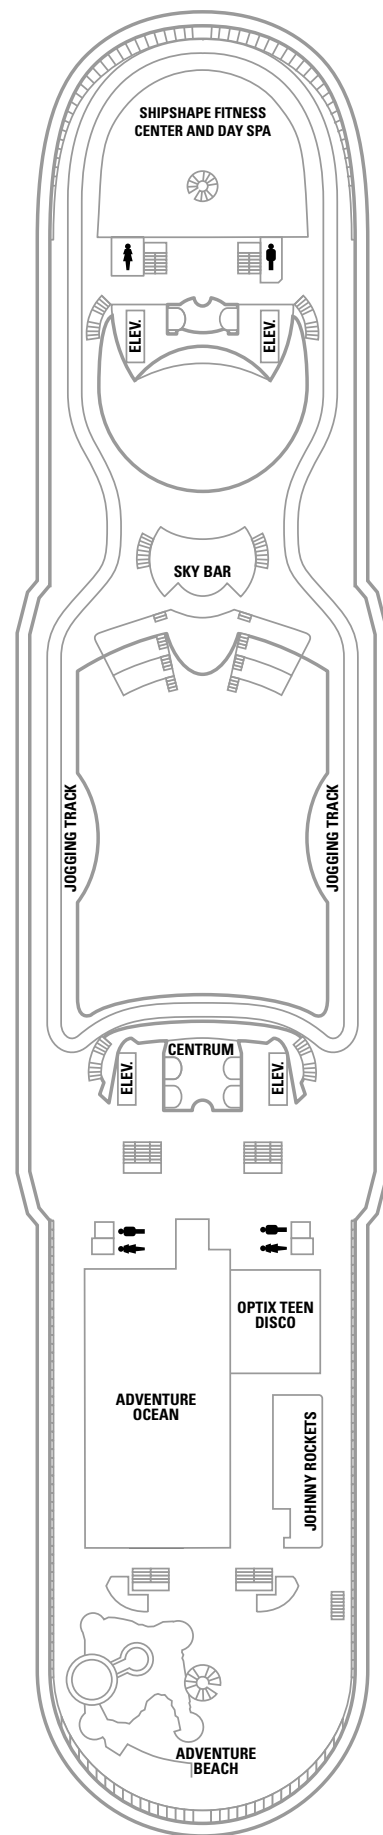 SHIPSHAPE FITNESS
CENTER AND DAY SPA
ELEV.
ELEV.
SKY BAR
JOGGING TRACK
JOGGING TRACK
CENTRUM
ELEV.
ELEV.
OPTIX TEEN
DISCO
ADVENTURE
OCEAN
JOHNNY ROCKETS
ADVENTURE
BEACH